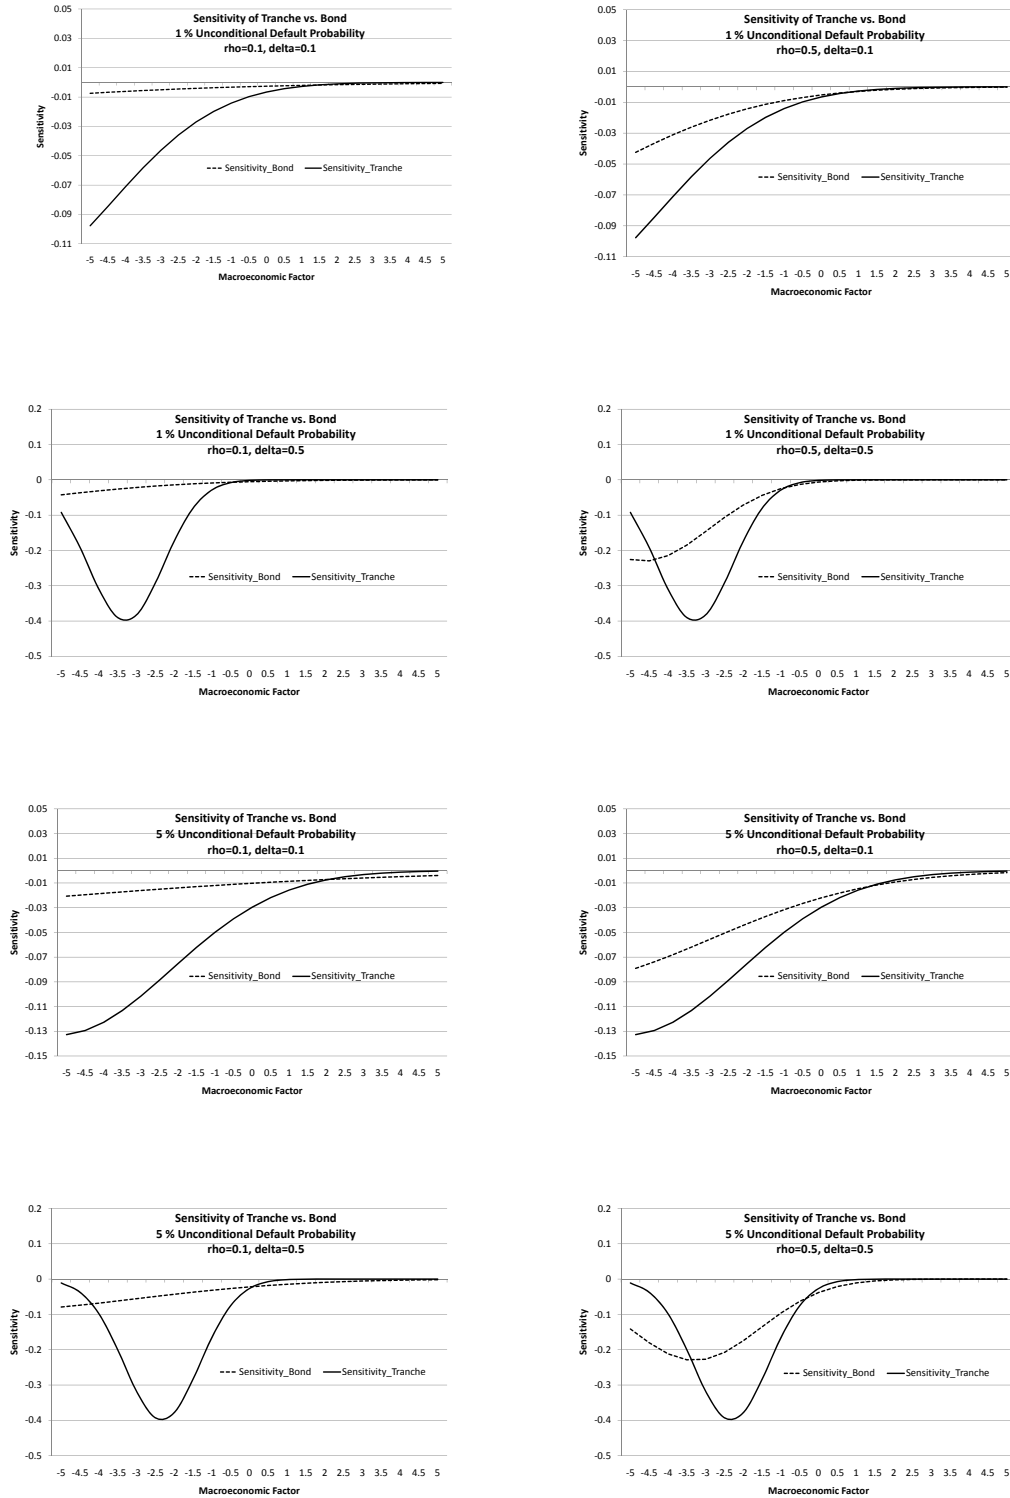 Sensitivity of Tranche vs. Bond
1 % Unconditional Default Probability
rho=0.1, delta=0.1
0.05
0.03
0.01
-0.01
-0.03
-0.05
-0.07
-0.09
-0.11
Sensitivity
Sensitivity_Bond Sensitivity_Tranche
-5 -4.5 -4 -3.5 -3 -2.5 -2 -1.5 -1 -0.5 0 0.5 1 1.5 2 2.5 3 3.5 4 4.5 5
Macroeconomic Factor
Sensitivity of Tranche vs. Bond
1 % Unconditional Default Probability
rho=0.5, delta=0.1
0.05
0.03
0.01
-0.01
-0.03
-0.05
-0.07
-0.09
-0.11
Sensitivity
Sensitivity_Bond Sensitivity_Tranche
-5 -4.5 -4 -3.5 -3 -2.5 -2 -1.5 -1 -0.5 0 0.5 1 1.5 2 2.5 3 3.5 4 4.5 5
Macroeconomic Factor
Sensitivity of Tranche vs. Bond
1 % Unconditional Default Probability
rho=0.1, delta=0.5
0.2
0.1
0
-0.1
-0.2
-0.3
-0.4
-0.5
Sensitivity
Sensitivity_Bond Sensitivity_Tranche
-5 -4.5 -4 -3.5 -3 -2.5 -2 -1.5 -1 -0.5 0 0.5 1 1.5 2 2.5 3 3.5 4 4.5 5
Macroeconomic Factor
Sensitivity of Tranche vs. Bond
1 % Unconditional Default Probability
rho=0.5, delta=0.5
0.2
0.1
0
-0.1
-0.2
-0.3
-0.4
-0.5
Sensitivity
Sensitivity_Bond Sensitivity_Tranche
-5 -4.5 -4 -3.5 -3 -2.5 -2 -1.5 -1 -0.5 0 0.5 1 1.5 2 2.5 3 3.5 4 4.5 5
Macroeconomic Factor
Sensitivity of Tranche vs. Bond
5 % Unconditional Default Probability
rho=0.1, delta=0.1
0.05
0.03
0.01
-0.01
-0.03
-0.05
-0.07
-0.09
-0.11
-0.13
-0.15
Sensitivity
Sensitivity_Bond Sensitivity_Tranche
-5 -4.5 -4 -3.5 -3 -2.5 -2 -1.5 -1 -0.5 0 0.5 1 1.5 2 2.5 3 3.5 4 4.5 5
Macroeconomic Factor
Sensitivity of Tranche vs. Bond
5 % Unconditional Default Probability
rho=0.5, delta=0.1
0.05
0.03
0.01
-0.01
-0.03
-0.05
-0.07
-0.09
-0.11
-0.13
-0.15
Sensitivity
Sensitivity_Bond Sensitivity_Tranche
-5 -4.5 -4 -3.5 -3 -2.5 -2 -1.5 -1 -0.5 0 0.5 1 1.5 2 2.5 3 3.5 4 4.5 5
Macroeconomic Factor
Sensitivity of Tranche vs. Bond
5 % Unconditional Default Probability
rho=0.1, delta=0.5
0.2
0.1
0
-0.1
-0.2
-0.3
-0.4
-0.5
Sensitivity
Sensitivity_Bond Sensitivity_Tranche
-5 -4.5 -4 -3.5 -3 -2.5 -2 -1.5 -1 -0.5 0 0.5 1 1.5 2 2.5 3 3.5 4 4.5 5
Macroeconomic Factor
Sensitivity of Tranche vs. Bond
5 % Unconditional Default Probability
rho=0.5, delta=0.5
0.2
0.1
0
-0.1
-0.2
-0.3
-0.4
-0.5
Sensitivity
Sensitivity_Bond Sensitivity_Tranche
-5 -4.5 -4 -3.5 -3 -2.5 -2 -1.5 -1 -0.5 0 0.5 1 1.5 2 2.5 3 3.5 4 4.5 5
Macroeconomic Factor